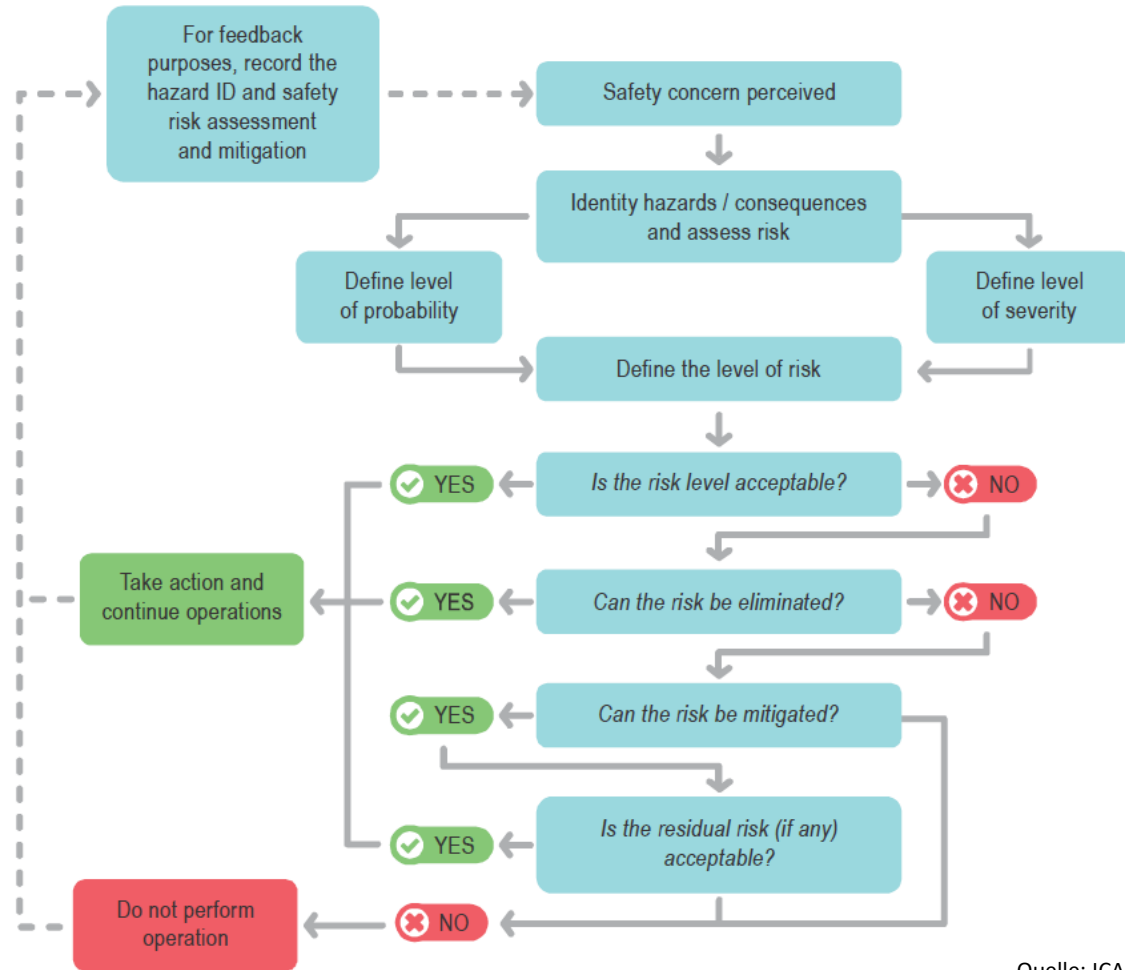 For feedback
purposes, record the
hazard ID and safety
risk assessment
and mitigation
Safety concern perceived
Identity hazards / consequences
and assess risk
Define level
of probability
Define level
of severity
Define the level of risk
YES
Is the risk level acceptable?
NO
Take action and
continue operations
YES
Can the risk be eliminated?
NO
YES
Can the risk be mitigated?
YES
Is the residual risk (if any)
acceptable?
Do not perform
operation
NO